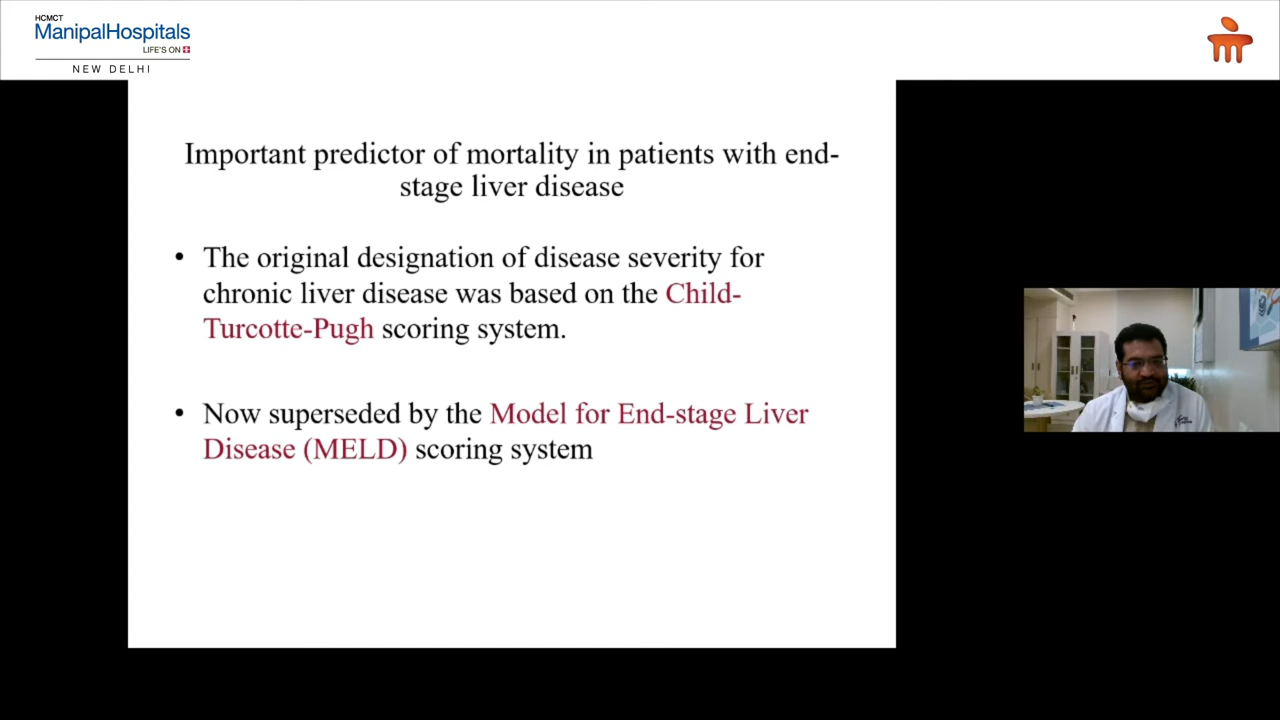 HCMCT
ManipalHospitals
LIFE'S ON
NEW DELHI
Important predictor of mortality in patients with end-
stage liver disease
• The original designation of disease severity for
chronic liver disease was based on the Child-
Turcotte-Pugh scoring system.
• Now superseded by the Model for End-stage Liver
Disease (MELD) scoring system